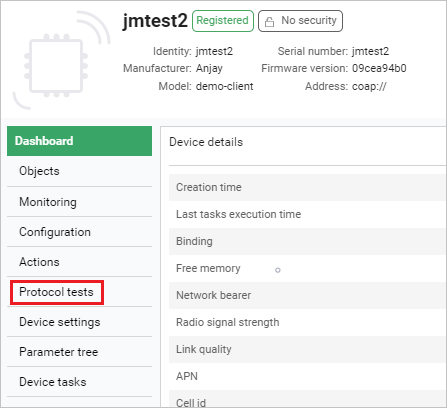 jmtest2 Registered No security
Identity: jmtest2 Serial number: jmtest2
Manufacturer: Anjay Firmware version: 09cea94b0
Model: demo-client Address: coap://
Dashboard
Objects
Monitoring
Configuration
Actions
Protocol tests
Device settings
Parameter tree
Device tasks
Device details
Creation time
Last tasks execution time
Binding
Free memory
Network bearer
Radio signal strength
Link quality
APN
Cell id